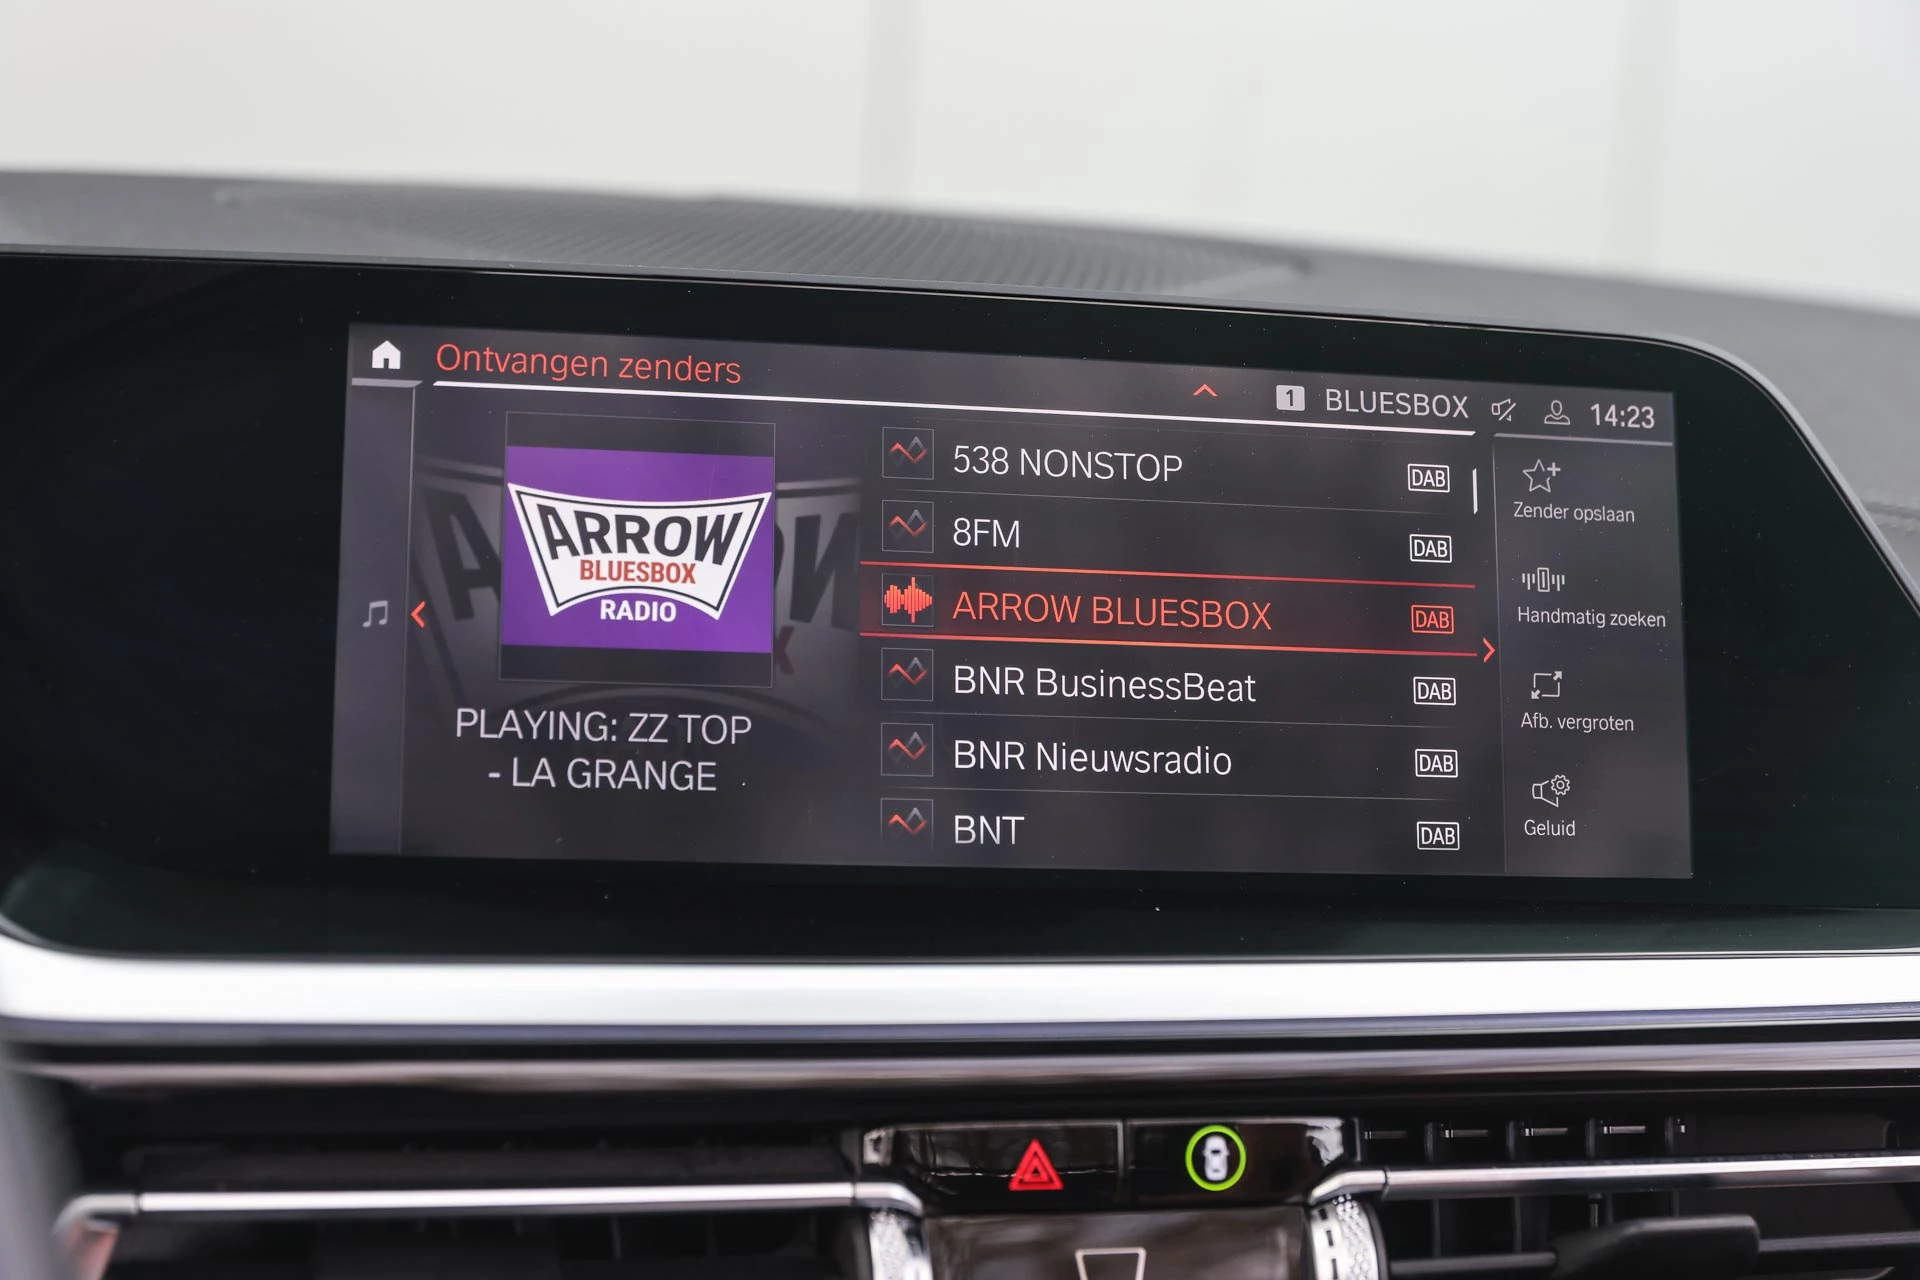 Ontvangen zenders
1 BLUESBOX 14:23
ARROW
BLUESBOX
RADIO
PLAYING: ZZ TOP
- LA GRANGE
538 NONSTOP DAB
8FM DAB
ARROW BLUESBOX DAB
BNR BusinessBeat DAB
BNR Nieuwsradio DAB
BNT DAB
Zender opslaan
Handmatig zoeken
Afb. vergroten
Geluid